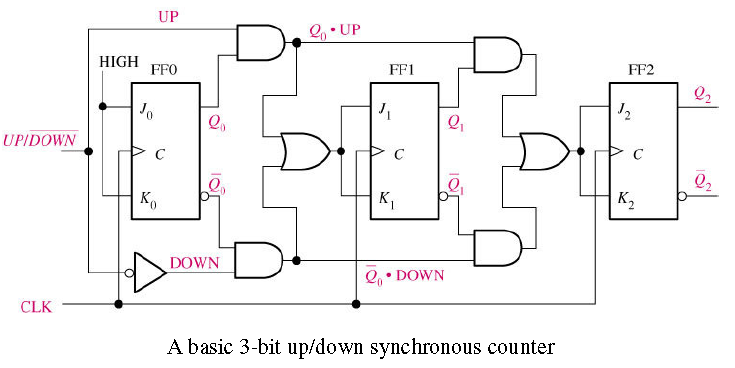 UP
Q₀ • UP
HIGH
FF0
FF1
FF2
J₀
J₁
J₂
Q₀
Q₁
Q₂
UP/D̅O̅W̅N̅
C
C
C
Q̅₀
Q̅₁
Q̅₂
K₀
K₁
K₂
DOWN
Q̅₀ • DOWN
CLK
A basic 3-bit up/down synchronous counter